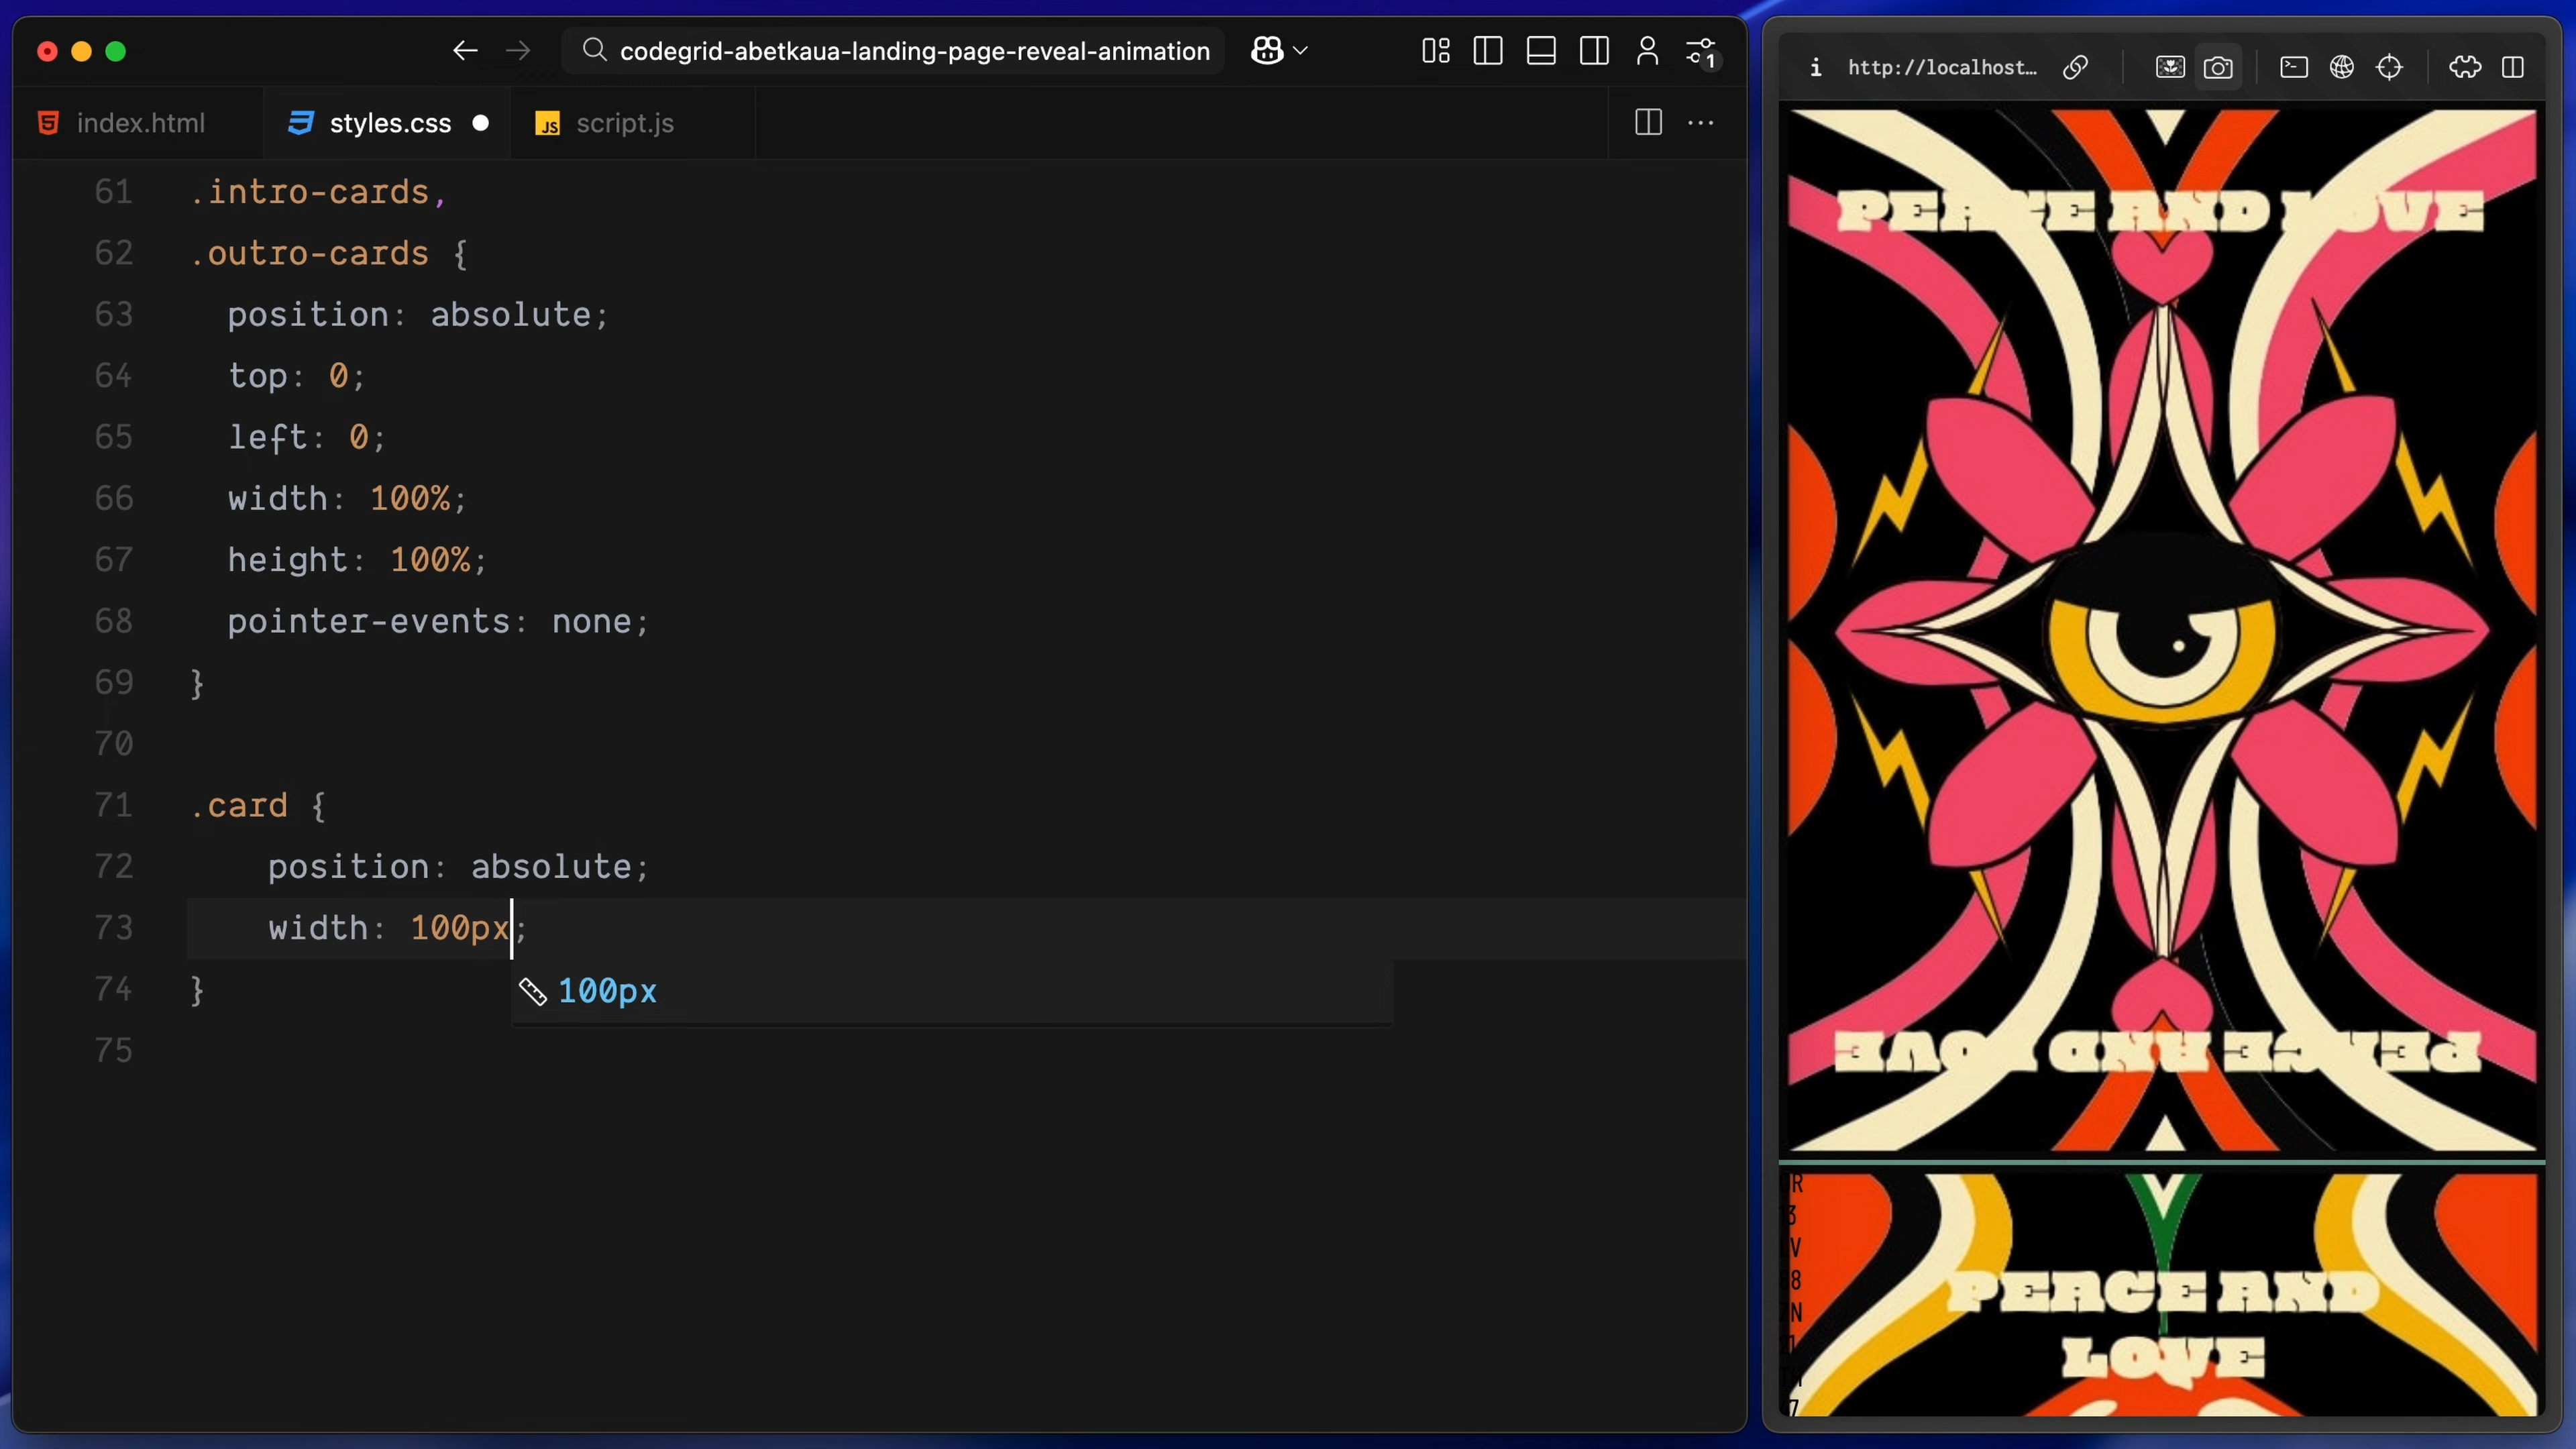 codegrid-abetkaua-landing-page-reveal-animation
1
index.html
styles.css
JS script.js
61 .intro-cards,
62 .outro-cards {
63 position: absolute;
64 top: 0;
65 left: 0;
66 width: 100%;
67 height: 100%;
68 pointer-events: none;
69 }
70
71 .card {
72 position: absolute;
73 width: 100px;
100px
74 }
75
http://localhost…
PEACE AND LOVE
PEACE AND LOVE
PEACE AND
LOVE